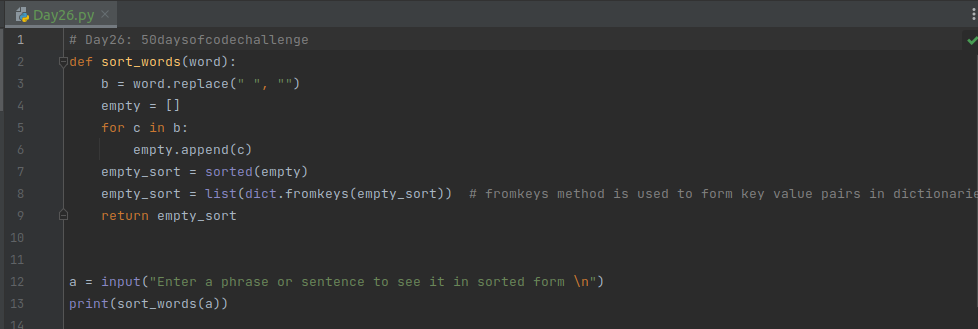 Day26.py
1 # Day26: 50daysofcodechallenge
2 def sort_words(word):
3 b = word.replace(" ", "")
4 empty = []
5 for c in b:
6 empty.append(c)
7 empty_sort = sorted(empty)
8 empty_sort = list(dict.fromkeys(empty_sort))  # fromkeys method is used to form key value pairs in dictionarie
9 return empty_sort
10
11
12 a = input("Enter a phrase or sentence to see it in sorted form \n")
13 print(sort_words(a))
14